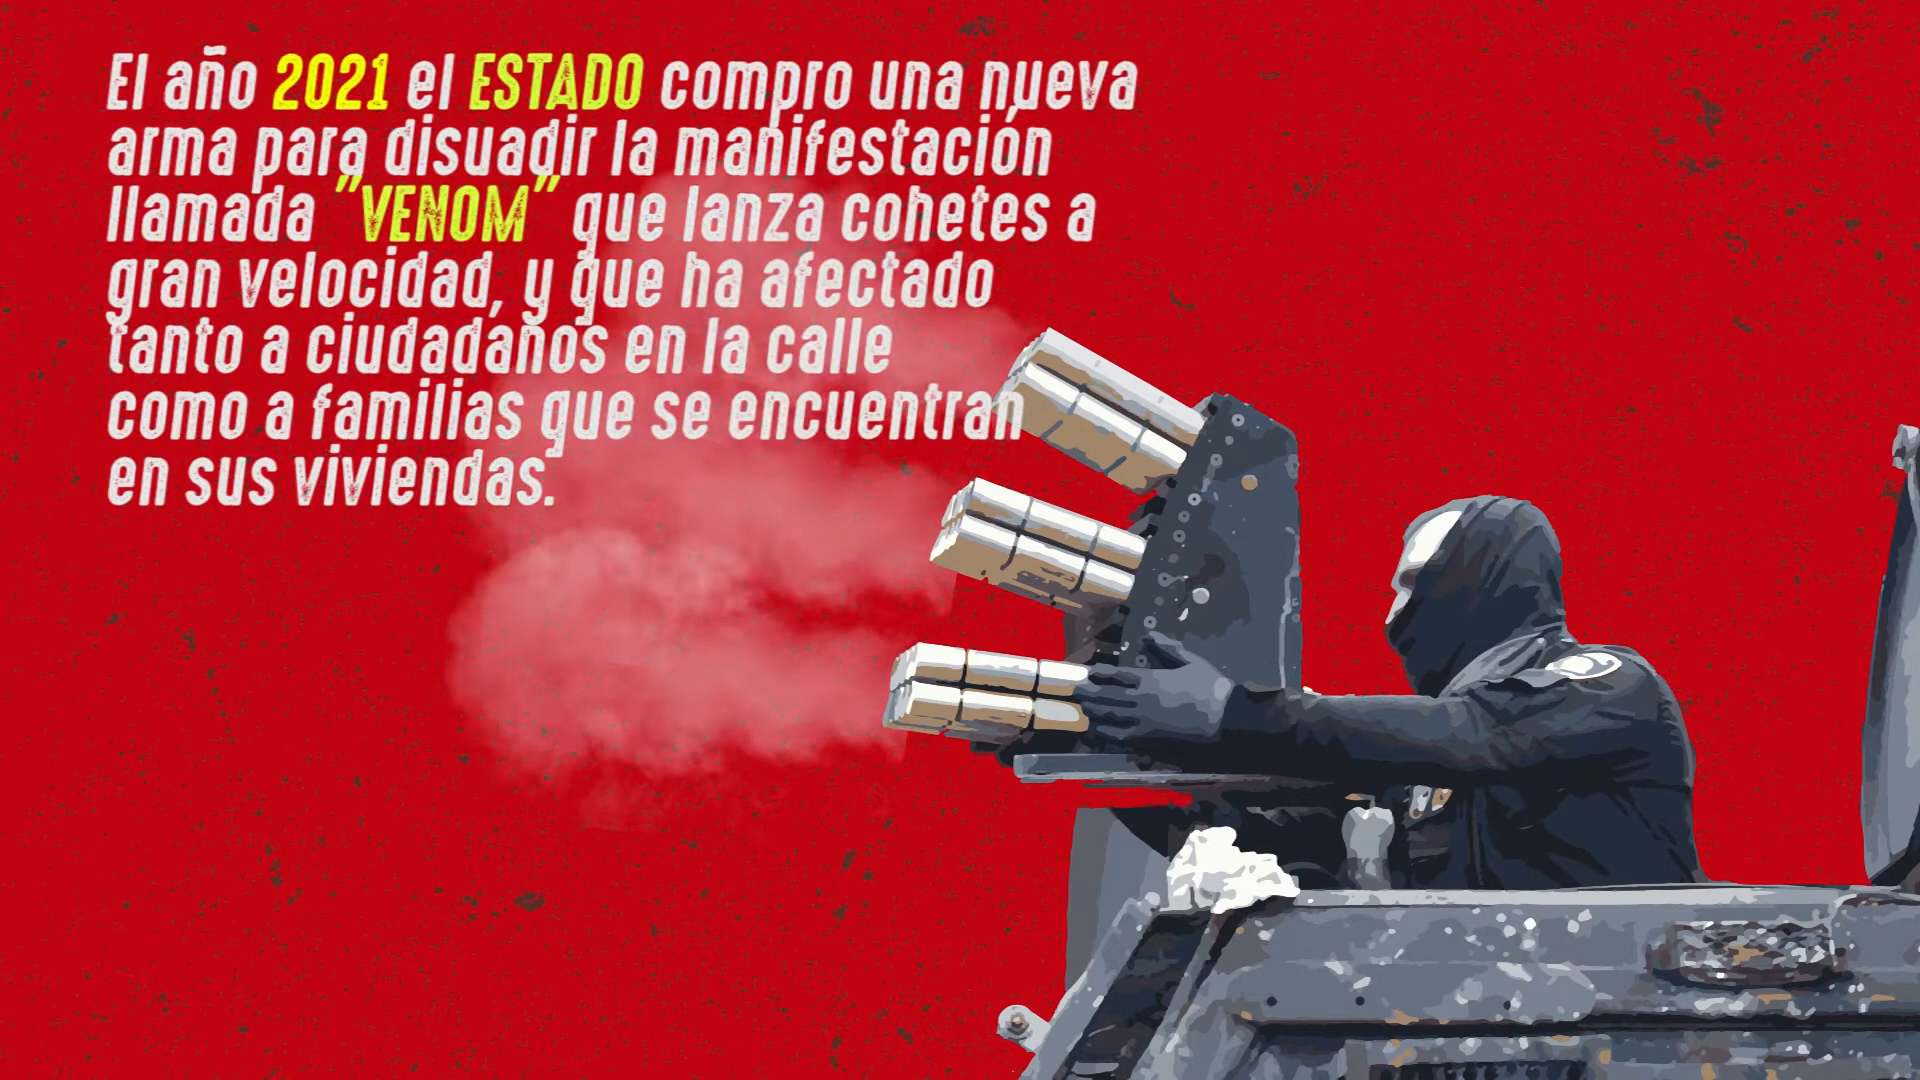 El año 2021 el ESTADO compro una nueva
arma para disuadir la manifestación
llamada "VENOM" que lanza cohetes a
gran velocidad, y que ha afectado
tanto a ciudadanos en la calle
como a familias que se encuentran
en sus viviendas.